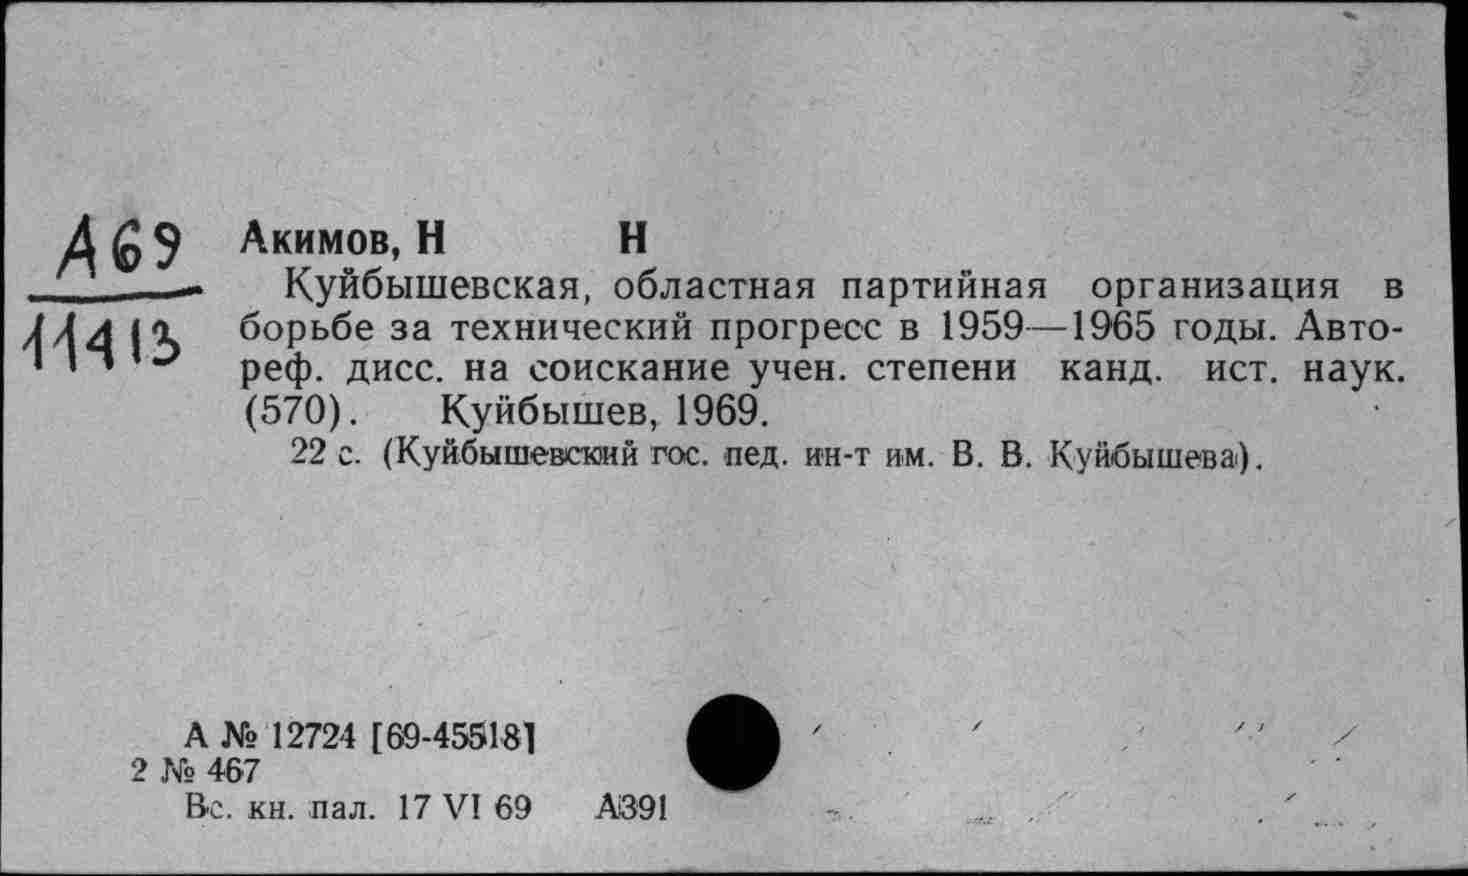 А69
11413
Акимов, Н Н
Куйбышевская, областная партийная организация в
борьбе за технический прогресс в 1959—1965 годы. Авто-
реф. дисс. на соискание учен. степени канд. ист. наук.
(570). Куйбышев, 1969.
22 с. (Куйбышевский гос. пед. ин-т им. В. В. Куйбышева).
А № 12724 [69-45518]
2 № 467
Вс. кн. пал. 17 VI 69 А391